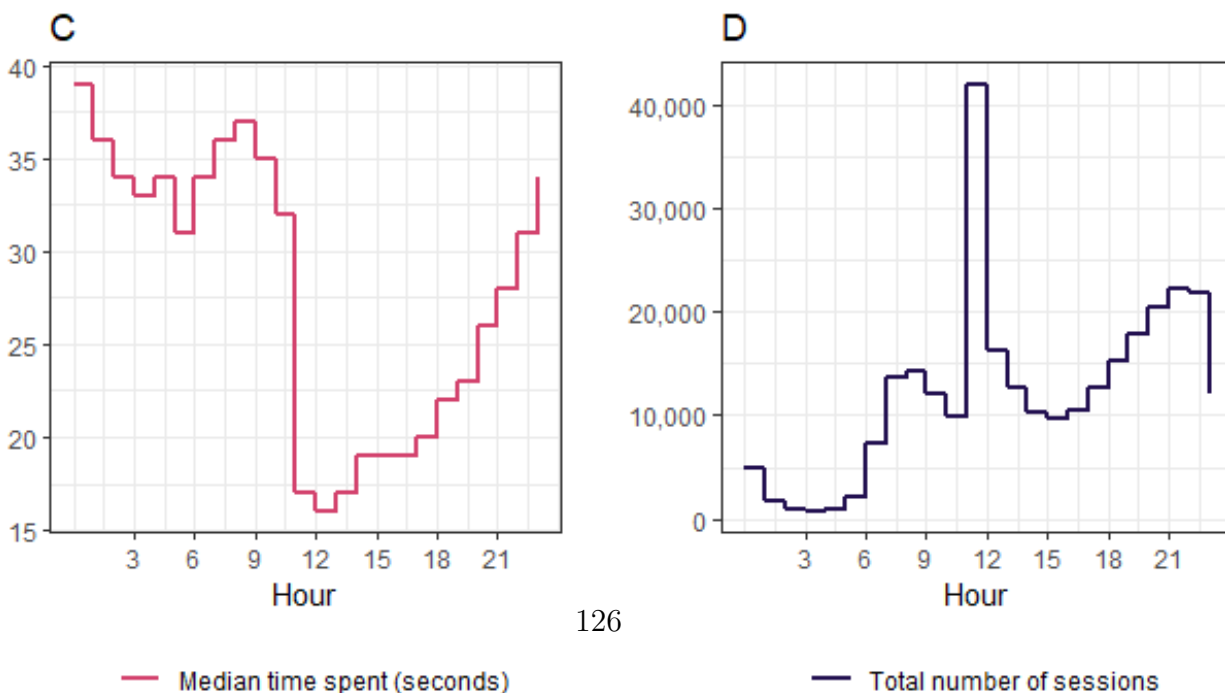 C
40
35
30
25
20
15
3 6 9 12 15 18 21
Hour
D
40,000
30,000
20,000
10,000
0
3 6 9 12 15 18 21
Hour
126
Median time spent (seconds)
Total number of sessions